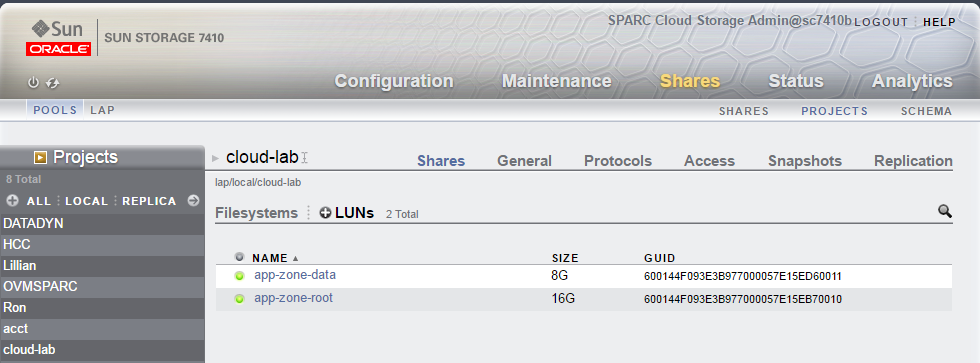 SPARC Cloud Storage Admin@sc7410b LOGOUT HELP
Sun
ORACLE
SUN STORAGE 7410
Configuration Maintenance Shares Status Analytics
POOLS LAP SHARES PROJECTS SCHEMA
Projects
8 Total
ALL LOCAL REPLICA
DATADYN
HCC
Lillian
OVMSPARC
Ron
acct
cloud-lab
cloud-lab Shares General Protocols Access Snapshots Replication
lap/local/cloud-lab
Filesystems LUNs 2 Total
NAME SIZE GUID
app-zone-data 8G 600144F093E3B977000057E15ED60011
app-zone-root 16G 600144F093E3B977000057E15EB70010